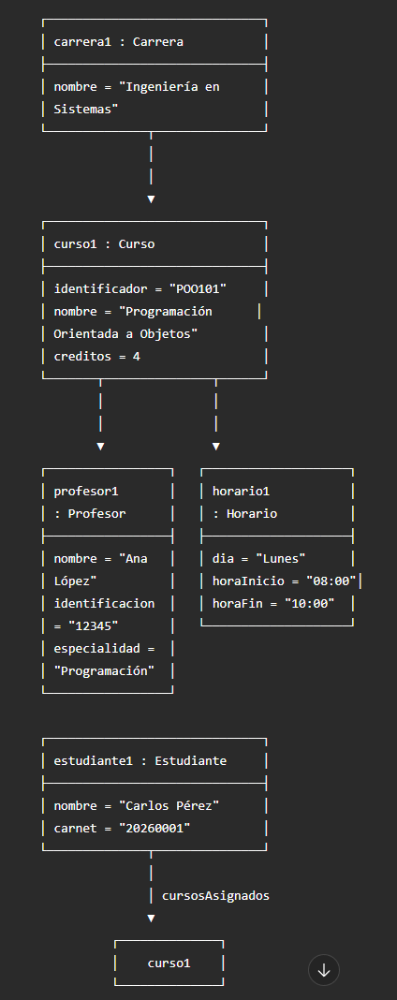 carrera1 : Carrera
nombre = "Ingeniería en
Sistemas"
curso1 : Curso
identificador = "POO101"
nombre = "Programación
Orientada a Objetos"
creditos = 4
profesor1
: Profesor
nombre = "Ana
López"
identificacion
= "12345"
especialidad =
"Programación"
horario1
: Horario
dia = "Lunes"
horaInicio = "08:00"
horaFin = "10:00"
estudiante1 : Estudiante
nombre = "Carlos Pérez"
carnet = "20260001"
cursosAsignados
curso1